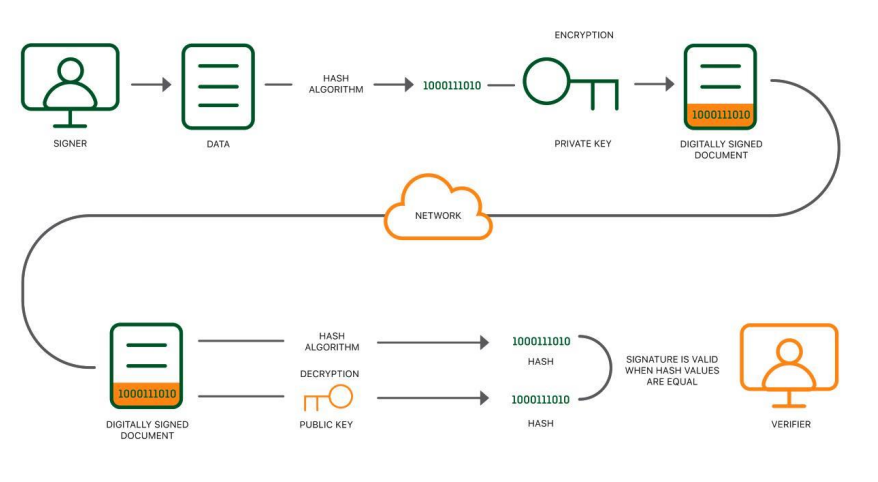 ENCRYPTION
HASH
ALGORITHM
1000111010
1000111010
SIGNER
DATA
PRIVATE KEY
DIGITALLY SIGNED
DOCUMENT
NETWORK
HASH
ALGORITHM
1000111010
HASH
SIGNATURE IS VALID
WHEN HASH VALUES
ARE EQUAL
DECRYPTION
1000111010
1000111010
DIGITALLY SIGNED
DOCUMENT
PUBLIC KEY
HASH
VERIFIER